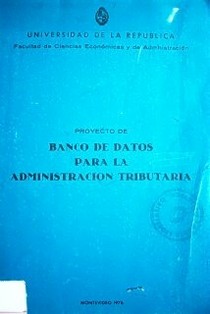 UNIVERSIDAD DE LA REPUBLICA
Facultad de Ciencias Económicas y de Administración
PROYECTO DE
BANCO DE DATOS
PARA LA
ADMINISTRACION TRIBUTARIA
MONTEVIDEO